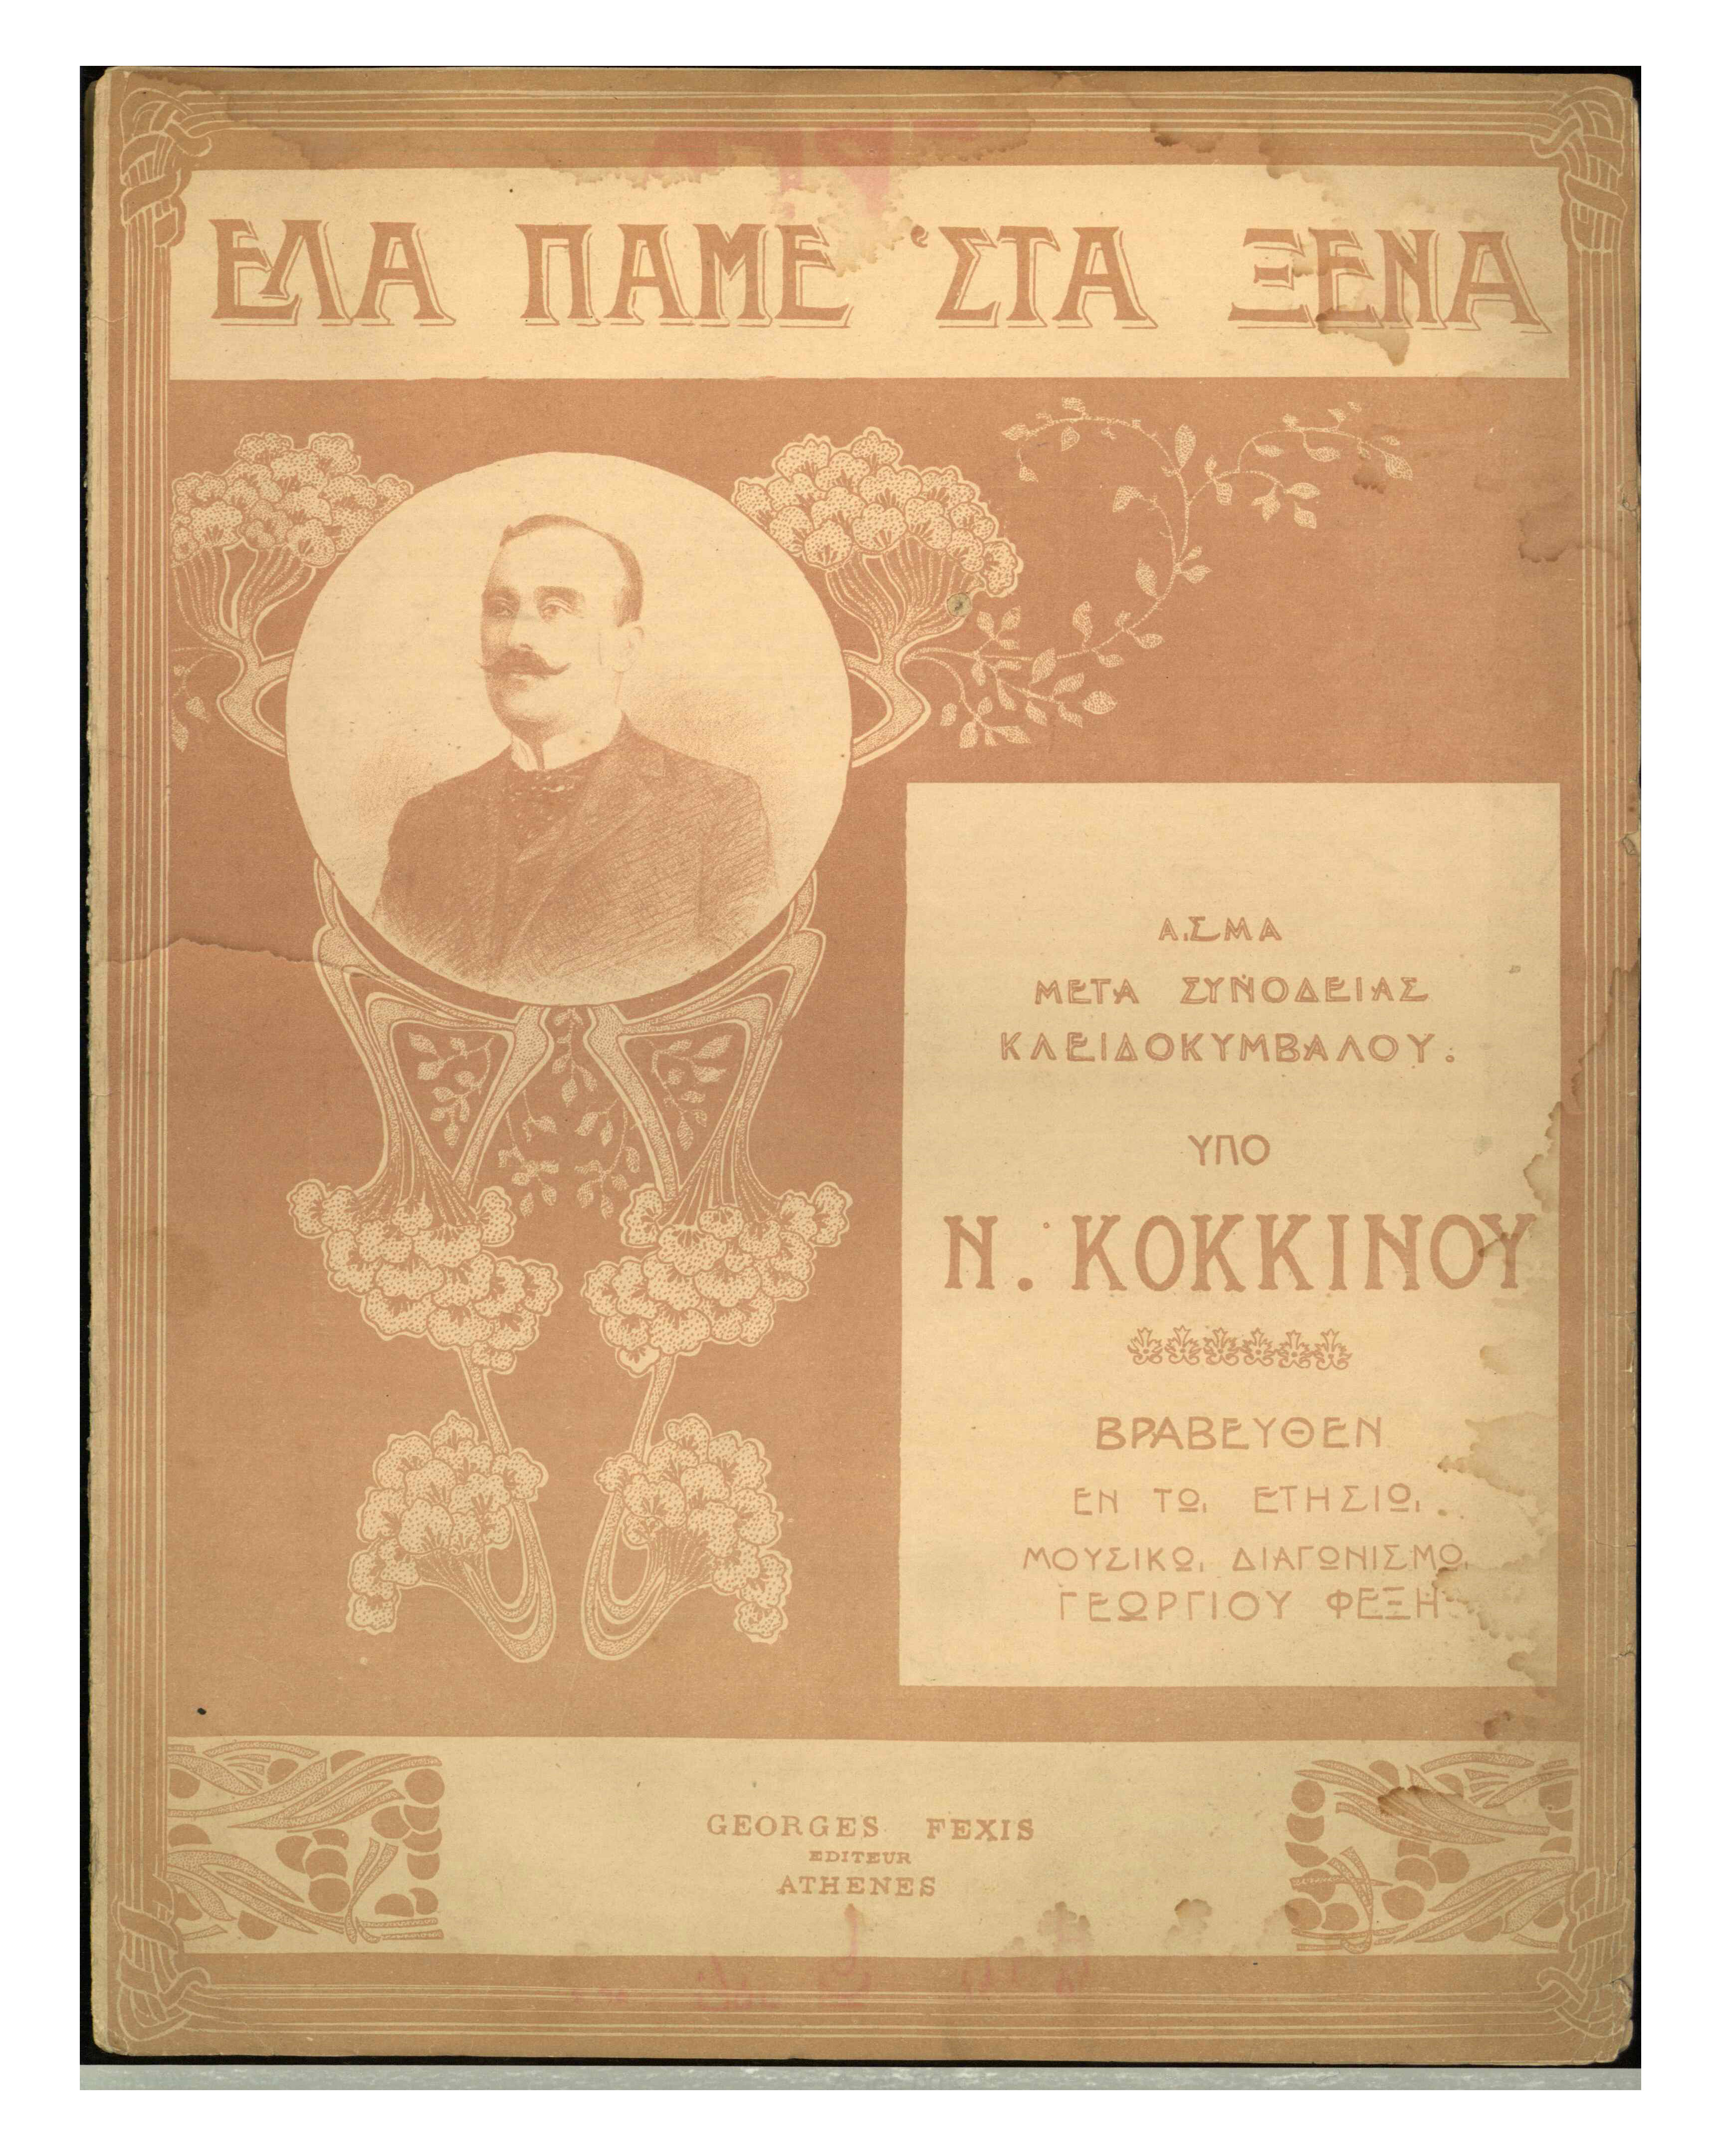 ΕΛΑ ΠΑΜΕ ‘ΣΤΑ ΞΕΝΑ
Α,ΣΜΑ
ΜΕΤΑ ΣΥΝΟΔΕΙΑΣ
ΚΛΕΙΔΟΚΥΜΒΑΛΟΥ.
ΥΠΟ
Ν. ΚΟΚΚΙΝΟΥ
ΒΡΑΒΕΥΘΕΝ
ΕΝ ΤΩ, ΕΤΗΣΙΩ,
ΜΟΥΣΙΚΩ, ΔΙΑΓΩΝΙΣΜΩ,
ΓΕΩΡΓΙΟΥ ΦΕΞΗ
GEORGES FEXIS
EDITEUR
ATHENES